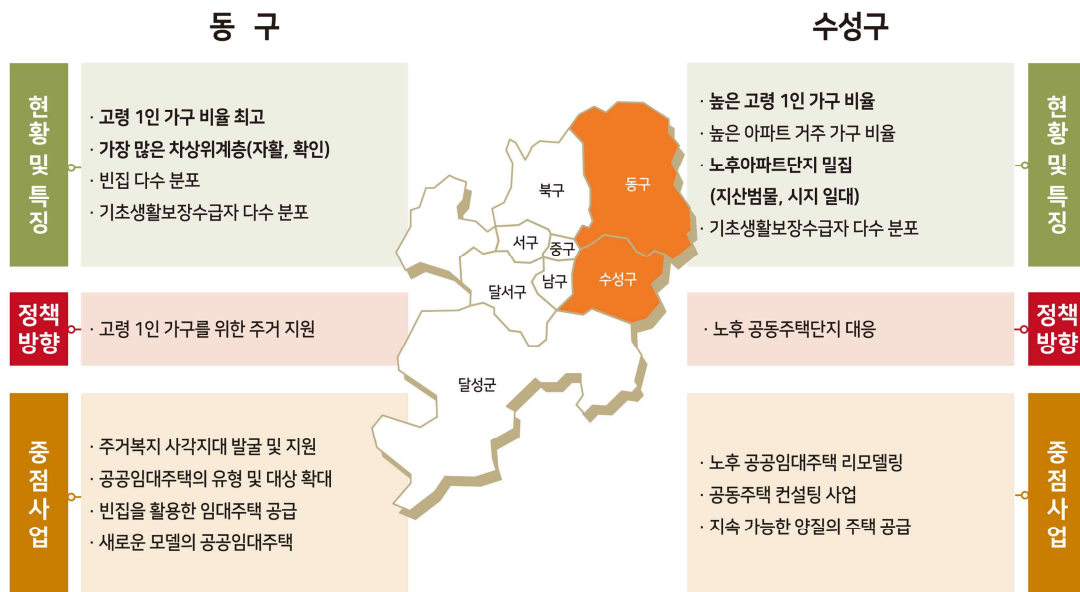 동 구
현황 및 특징
· 고령 1인 가구 비율 최고
· 가장 많은 차상위계층(자활, 확인)
· 빈집 다수 분포
· 기초생활보장수급자 다수 분포
정책
방향
· 고령 1인 가구를 위한 주거 지원
중점사업
· 주거복지 사각지대 발굴 및 지원
· 공공임대주택의 유형 및 대상 확대
· 빈집을 활용한 임대주택 공급
· 새로운 모델의 공공임대주택
북구
동구
서구
중구
달서구
남구
수성구
달성군
수성구
· 높은 고령 1인 가구 비율
· 높은 아파트 거주 가구 비율
· 노후아파트단지 밀집
(지산범물, 시지 일대)
· 기초생활보장수급자 다수 분포
현황 및 특징
· 노후 공동주택단지 대응
정책
방향
· 노후 공공임대주택 리모델링
· 공동주택 컨설팅 사업
· 지속 가능한 양질의 주택 공급
중점사업